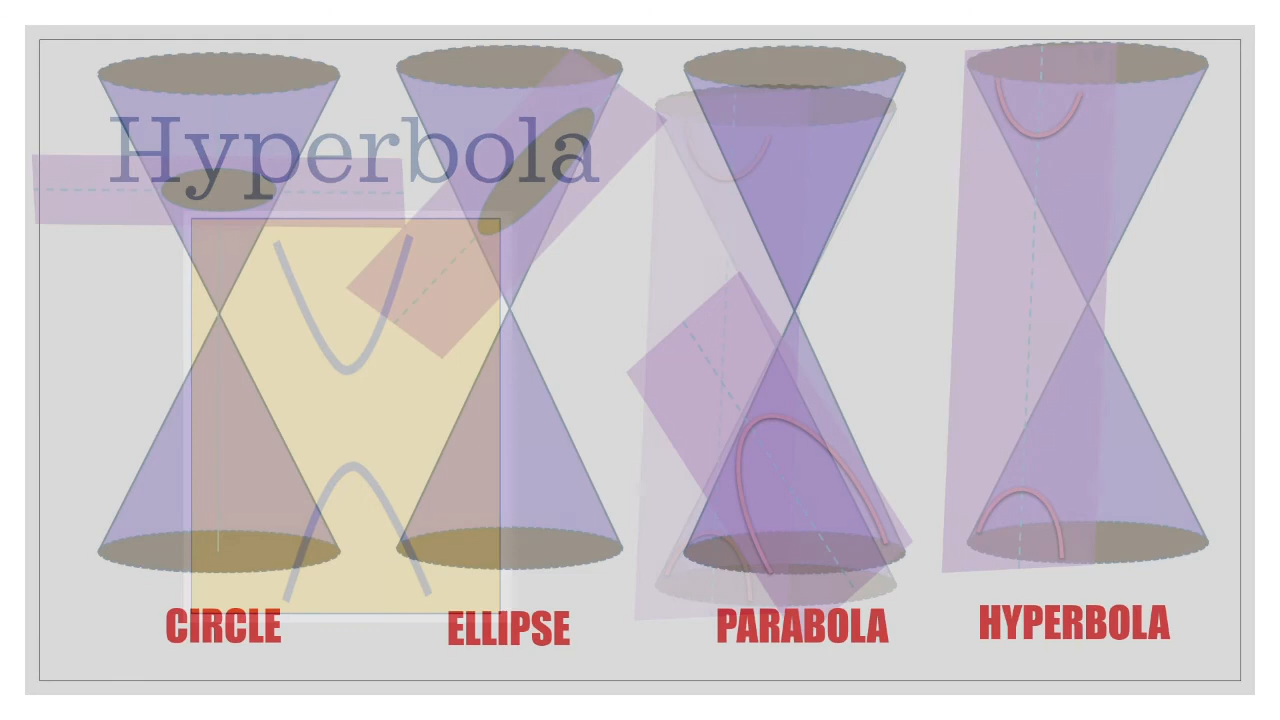 Hyperbola
CIRCLE
ELLIPSE
PARABOLA
HYPERBOLA